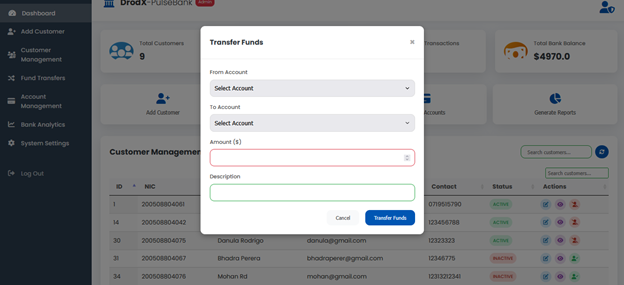 DrodX-PulseBank Admin
Dashboard
Add Customer
Customer
Management
Fund Transfers
Account
Management
Bank Analytics
System Settings
Log Out
Total Customers
9
Transactions
Total Bank Balance
$4970.0
Add Customer
Accounts
Generate Reports
Transfer Funds
×
From Account
Select Account
To Account
Select Account
Amount ($)
Description
Cancel
Transfer Funds
Customer Managemen
Search customers...
Search customers...
ID NIC Contact Status Actions
1 200508804061 0719515790 ACTIVE
14 200508804042 123456788 ACTIVE
30 200508804075 Danula Rodrigo danula@gmail.com 12323323 ACTIVE
31 200508804067 Bhadra Perera bhadraperer@gmail.com 12346775 INACTIVE
34 200508804076 Mohan Rd mohan@gmail.com 12313212341 INACTIVE